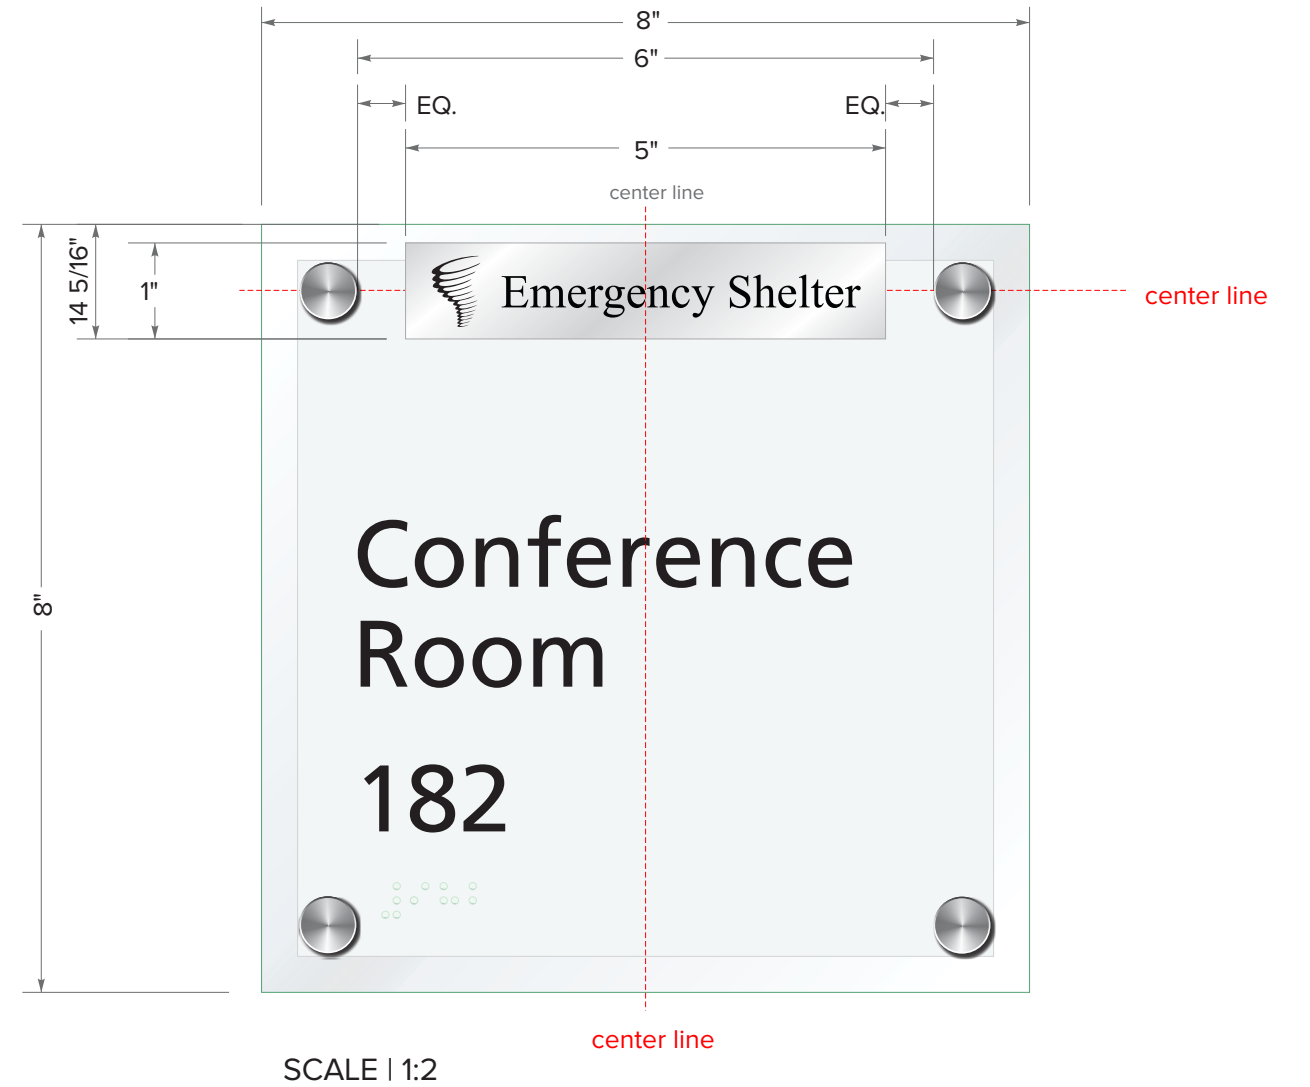 8"
6"
EQ. EQ.
5"
center line
14 5/16"
1"
Emergency Shelter
center line
8"
Conference
Room
182
⠼⠁⠓⠃
center line
SCALE | 1:2